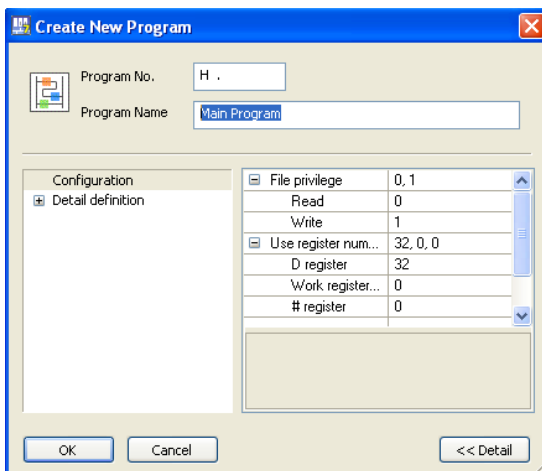 Create New Program
Program No. H .
Program Name Main Program
Configuration
Detail definition
File privilege 0, 1
Read 0
Write 1
Use register num... 32, 0, 0
D register 32
Work register... 0
# register 0
OK Cancel << Detail